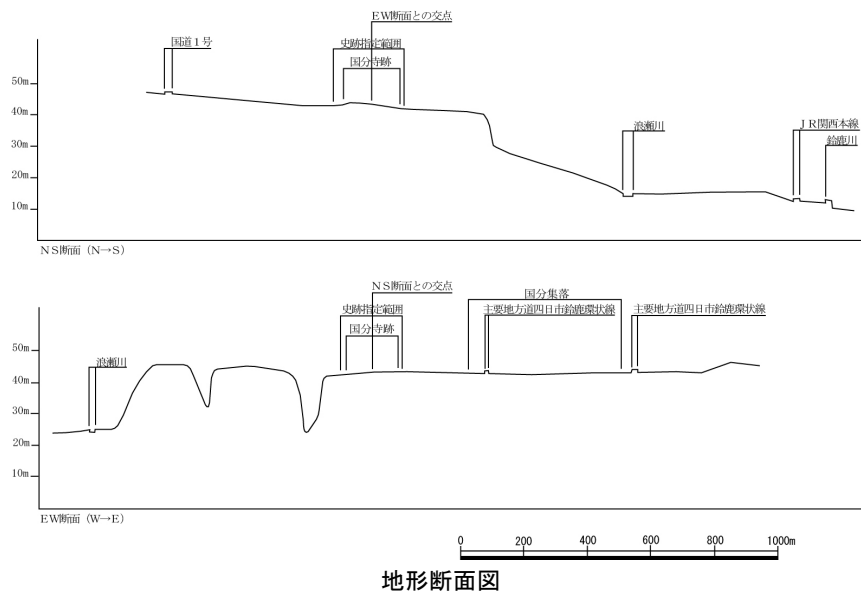 EW断面との交点
国道1号
史跡指定範囲
国分寺跡
50m
40m
30m
20m
10m
浪瀬川
JR関西本線
鈴鹿川
NS断面(N→S)
NS断面との交点
国分集落
史跡指定範囲
主要地方道四日市鈴鹿環状線
主要地方道四日市鈴鹿環状線
国分寺跡
浪瀬川
50m
40m
30m
20m
10m
EW断面(W→E)
0 200 400 600 800 1000m
地形断面図